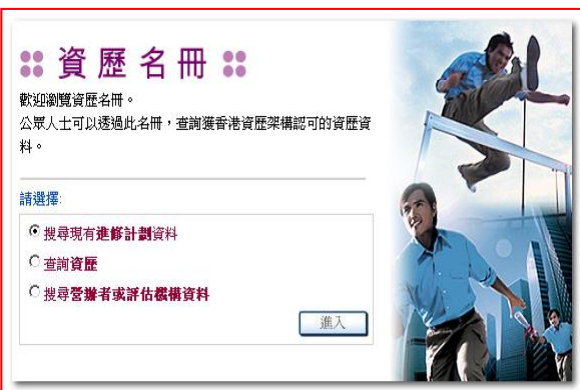 資歷名冊
歡迎瀏覽資歷名冊。
公眾人士可以透過此名冊，查詢獲香港資歷架構認可的資歷資
料。
請選擇:
搜尋現有進修計劃資料
查詢資歷
搜尋營辦者或評估機構資料
進入